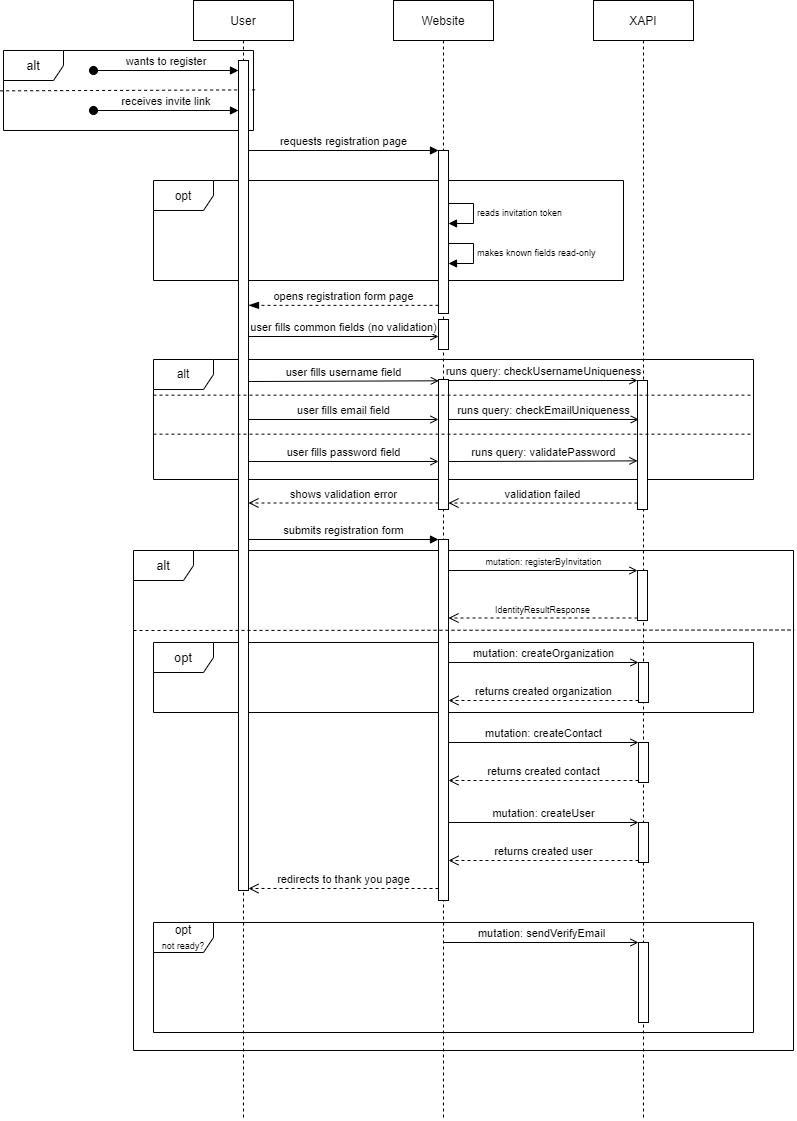 User
Website
XAPI
alt
wants to register
receives invite link
requests registration page
opt
reads invitation token
makes known fields read-only
opens registration form page
user fills common fields (no validation)
alt
user fills username field
runs query: checkUsernameUniqueness
user fills email field
runs query: checkEmailUniqueness
user fills password field
runs query: validatePassword
shows validation error
validation failed
submits registration form
alt
mutation: registerByInvitation
IdentityResultResponse
opt
mutation: createOrganization
returns created organization
mutation: createContact
returns created contact
mutation: createUser
returns created user
redirects to thank you page
opt
not ready?
mutation: sendVerifyEmail